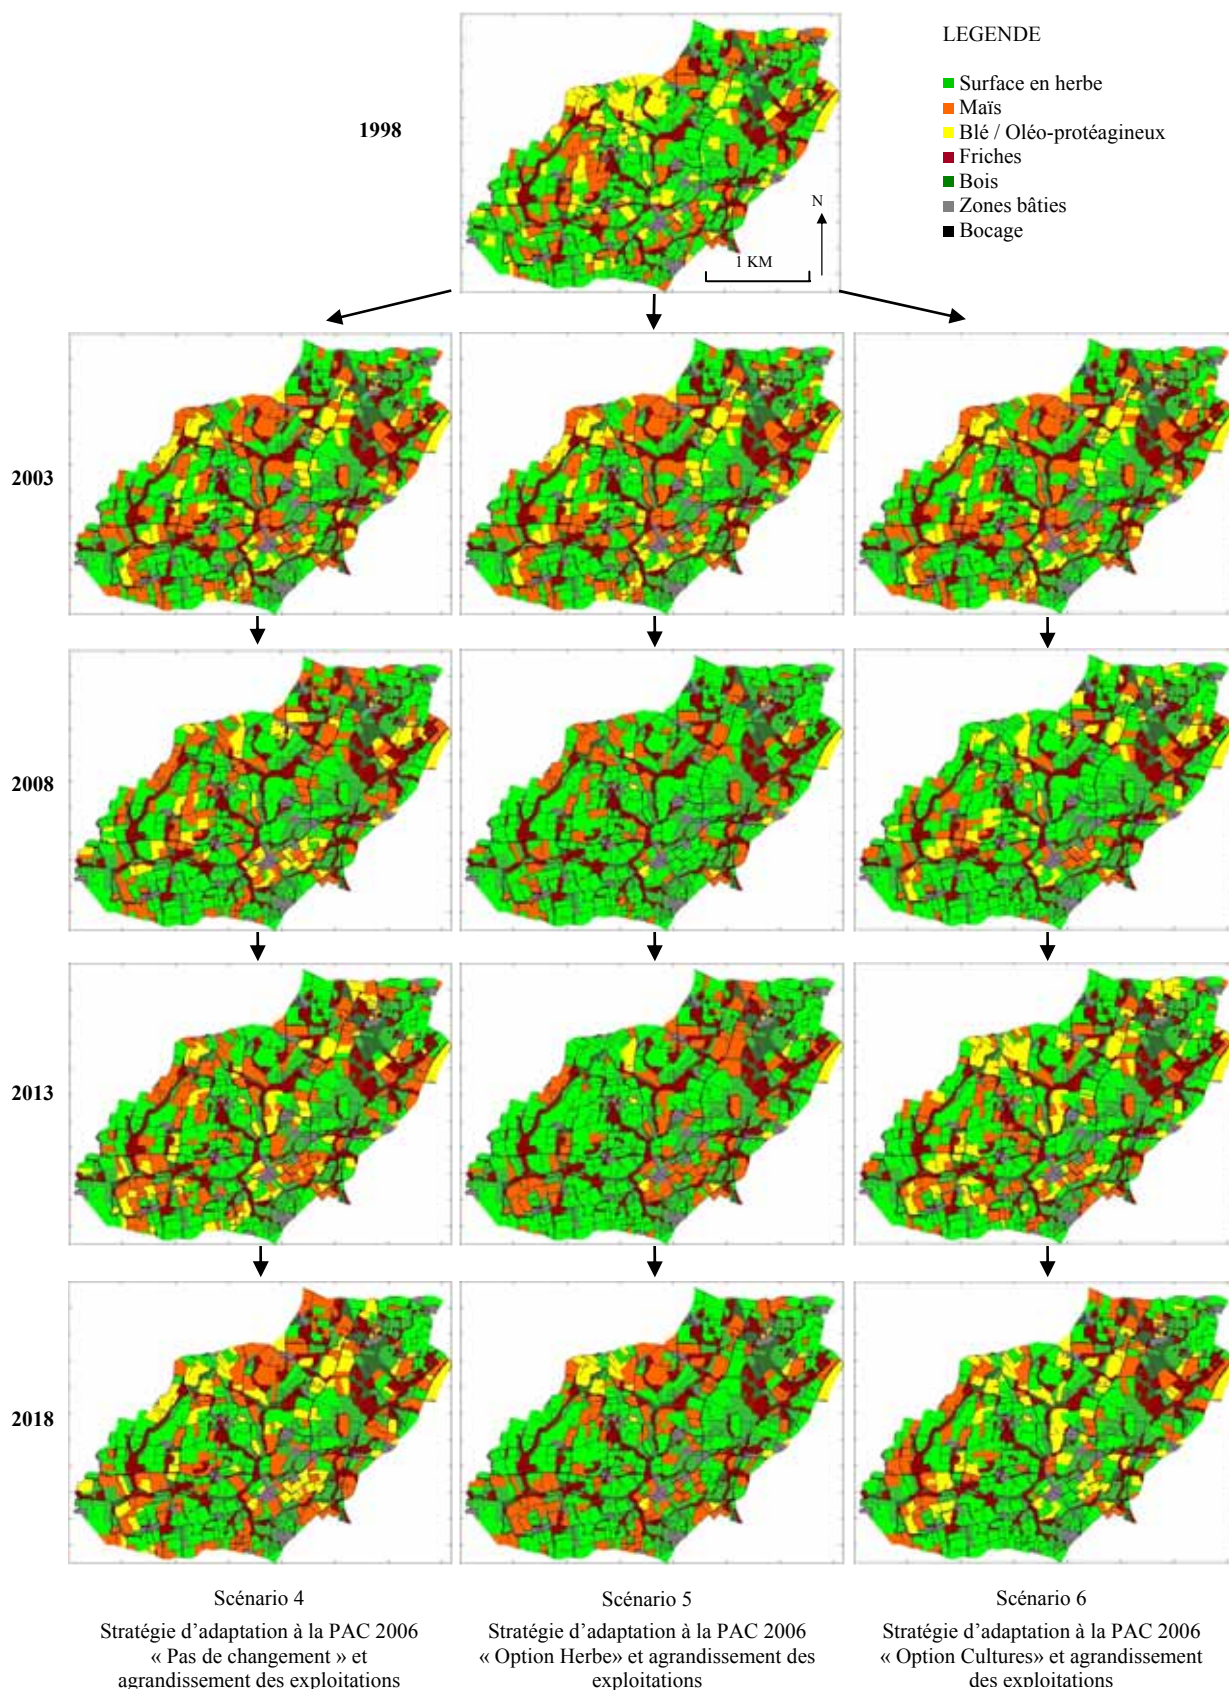 LEGENDE
Surface en herbe
Maïs
Blé / Oléo-protéagineux
Friches
Bois
Zones bâties
Bocage
1998
N
1 KM
2003
2008
2013
2018
Scénario 4
Stratégie d'adaptation à la PAC 2006
« Pas de changement » et
agrandissement des exploitations
Scénario 5
Stratégie d'adaptation à la PAC 2006
« Option Herbe» et agrandissement des
exploitations
Scénario 6
Stratégie d'adaptation à la PAC 2006
« Option Cultures» et agrandissement
des exploitations